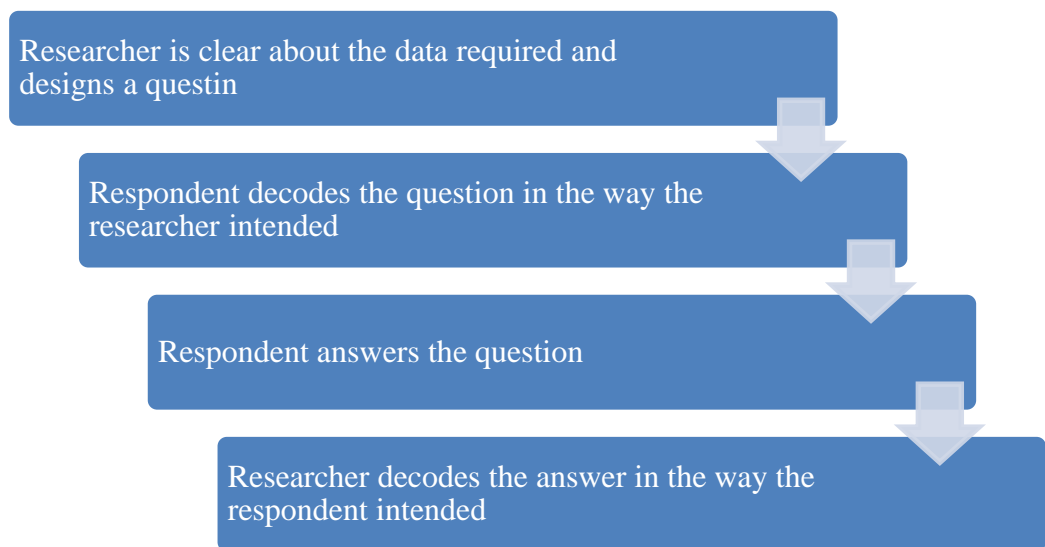 Researcher is clear about the data required and
designs a questin
Respondent decodes the question in the way the
researcher intended
Respondent answers the question
Researcher decodes the answer in the way the
respondent intended